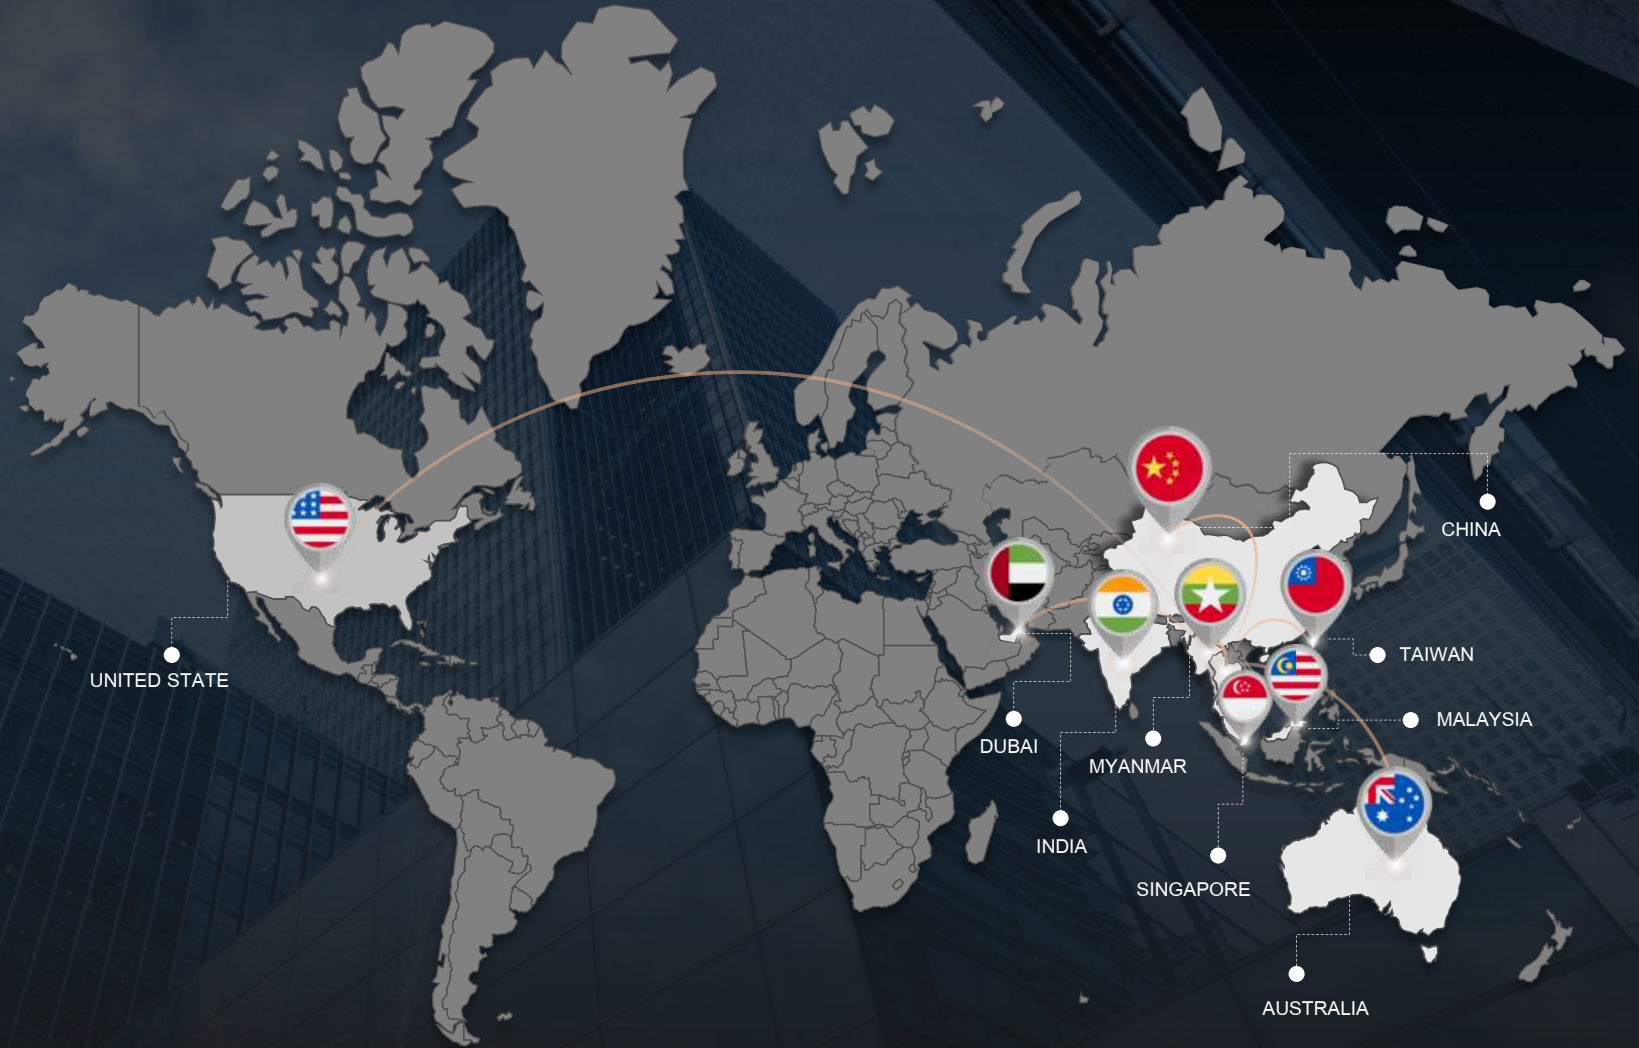 CHINA
UNITED STATE
TAIWAN
MALAYSIA
DUBAI
MYANMAR
INDIA
SINGAPORE
AUSTRALIA